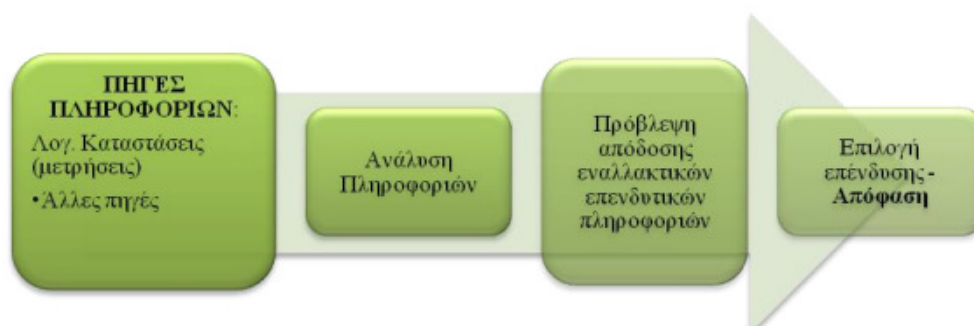 ΠΗΓΕΣ
ΠΛΗΡΟΦΟΡΙΩΝ:
Λογ. Καταστάσεις
(μετρήσεις)
•Άλλες πηγές
Ανάλυση
Πληροφοριών
Πρόβλεψη
απόδοσης
εναλλακτικών
επενδυτικών
πληροφοριών
Επιλογή
επένδυσης -
Απόφαση